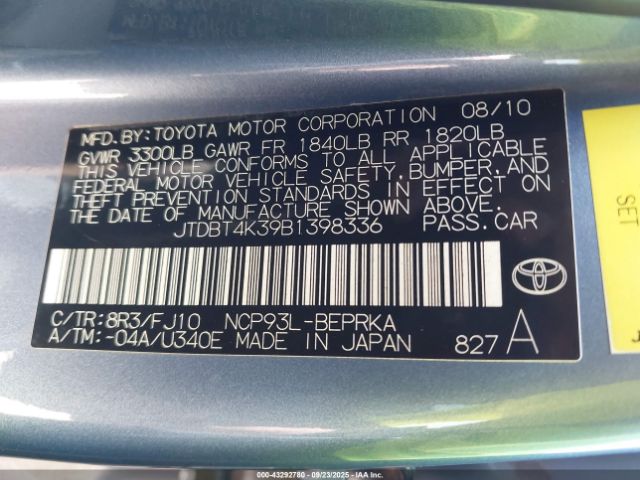 MFD.BY: TOYOTA MOTOR CORPORATION 08/10
GVWR 3300LB GAWR FR 1840LB RR 1820LB
THIS VEHICLE CONFORMS TO ALL APPLICABLE
FEDERAL MOTOR VEHICLE SAFETY, BUMPER, AND
THEFT PREVENTION STANDARDS IN EFFECT ON
THE DATE OF MANUFACTURE SHOWN ABOVE.
JTDBT4K39B1398336 PASS.CAR
C/TR:8R3/FJ10 NCP93L-BEPRKA
A/TM:-04A/U340E MADE IN JAPAN 827 A
SET
000-43292780 - 09/23/2025 - IAA, INC.